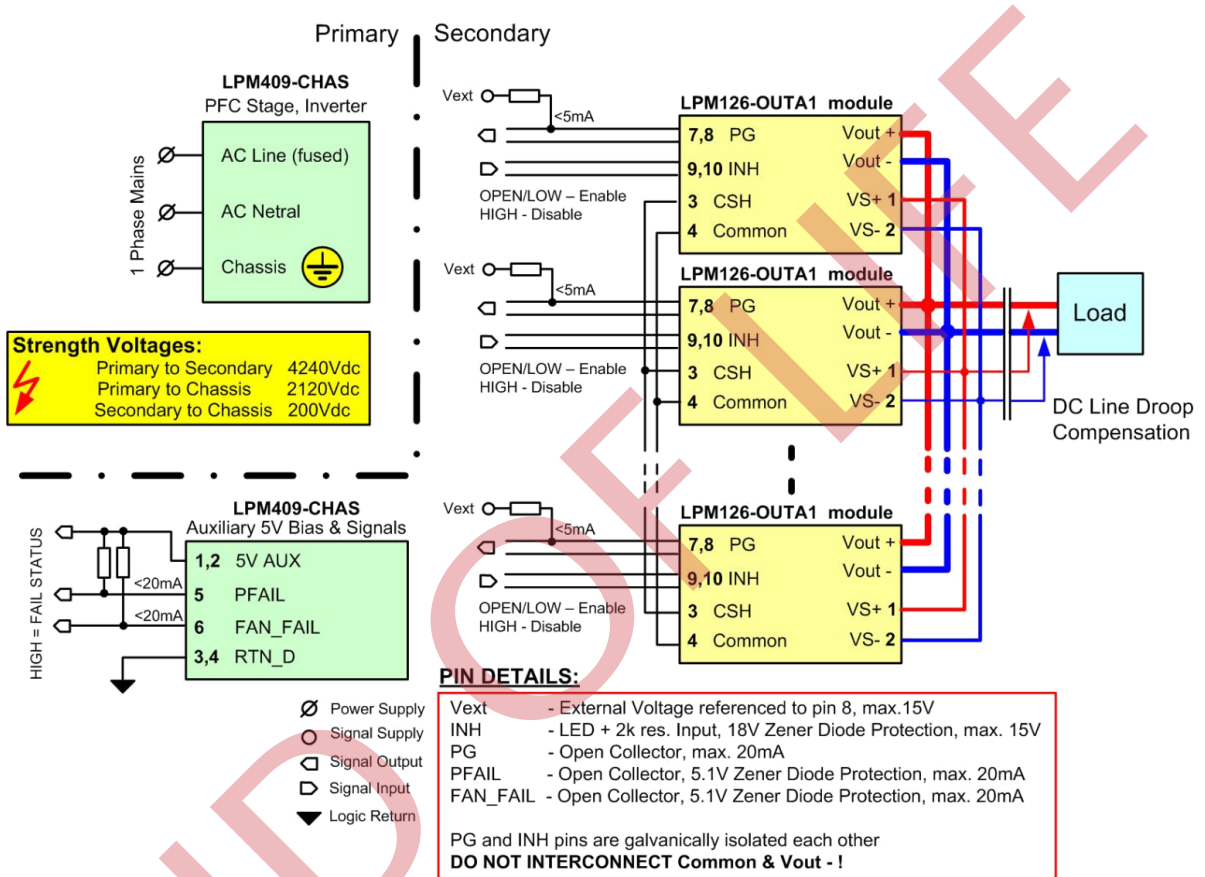 Primary
Secondary
LPM409-CHAS
PFC Stage, Inverter
1 Phase Mains
AC Line (fused)
AC Netral
Chassis
Strength Voltages:
Primary to Secondary 4240Vdc
Primary to Chassis 2120Vdc
Secondary to Chassis 200Vdc
LPM409-CHAS
Auxiliary 5V Bias & Signals
HIGH = FAIL STATUS
1,2 5V AUX
<20mA
5 PFAIL
<20mA
6 FAN_FAIL
3,4 RTN_D
Power Supply
Signal Supply
Signal Output
Signal Input
Logic Return
Vext
<5mA
OPEN/LOW – Enable
HIGH - Disable
LPM126-OUTA1 module
7,8 PG Vout +
9,10 INH Vout -
3 CSH VS+ 1
4 Common VS- 2
Vext
<5mA
OPEN/LOW – Enable
HIGH - Disable
LPM126-OUTA1 module
7,8 PG Vout +
9,10 INH Vout -
3 CSH VS+ 1
4 Common VS- 2
Load
DC Line Droop
Compensation
Vext
<5mA
OPEN/LOW – Enable
HIGH - Disable
LPM126-OUTA1 module
7,8 PG Vout +
9,10 INH Vout -
3 CSH VS+ 1
4 Common VS- 2
PIN DETAILS:
Vext - External Voltage referenced to pin 8, max.15V
INH - LED + 2k res. Input, 18V Zener Diode Protection, max. 15V
PG - Open Collector, max. 20mA
PFAIL - Open Collector, 5.1V Zener Diode Protection, max. 20mA
FAN_FAIL - Open Collector, 5.1V Zener Diode Protection, max. 20mA
PG and INH pins are galvanically isolated each other
DO NOT INTERCONNECT Common & Vout - !
ND OF LIFE